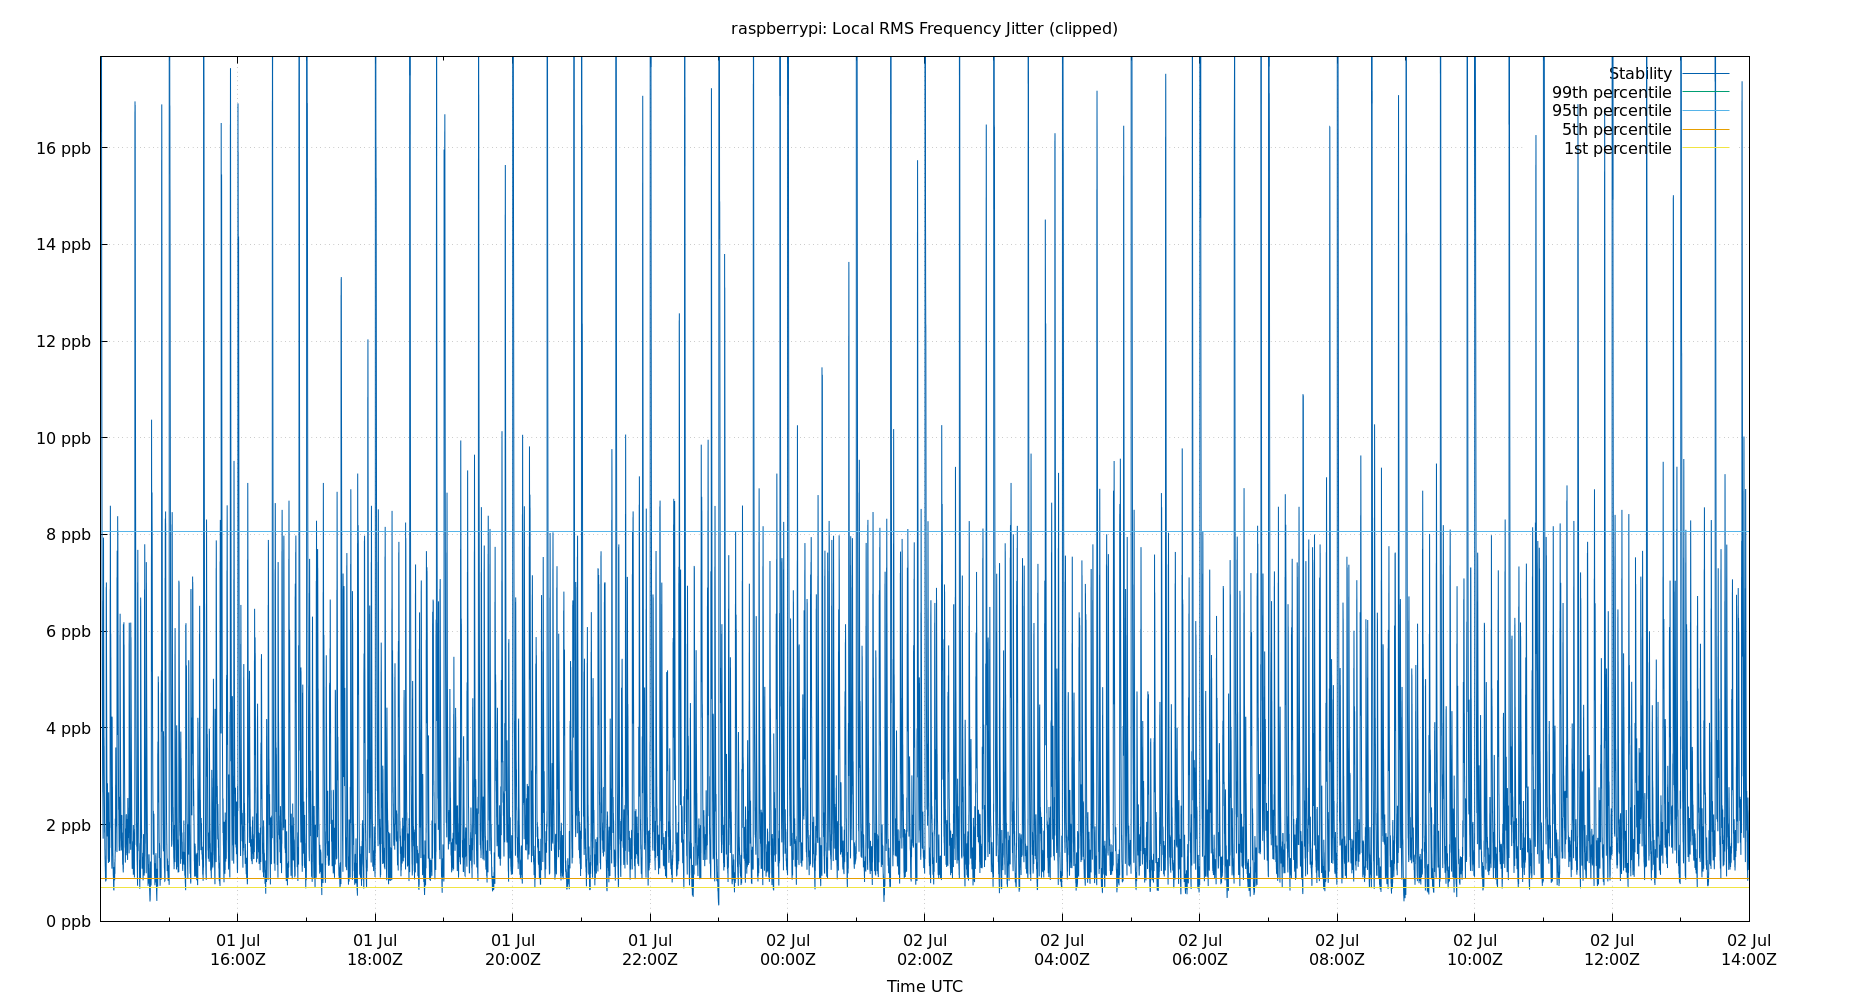 raspberrypi: Local RMS Frequency Jitter (clipped)
Stability
99th percentile
95th percentile
5th percentile
1st percentile
16 ppb
14 ppb
12 ppb
10 ppb
8 ppb
6 ppb
4 ppb
2 ppb
0 ppb
01 Jul 01 Jul 01 Jul 01 Jul 02 Jul 02 Jul 02 Jul 02 Jul 02 Jul 02 Jul 02 Jul 02 Jul
16:00Z 18:00Z 20:00Z 22:00Z 00:00Z 02:00Z 04:00Z 06:00Z 08:00Z 10:00Z 12:00Z 14:00Z
Time UTC